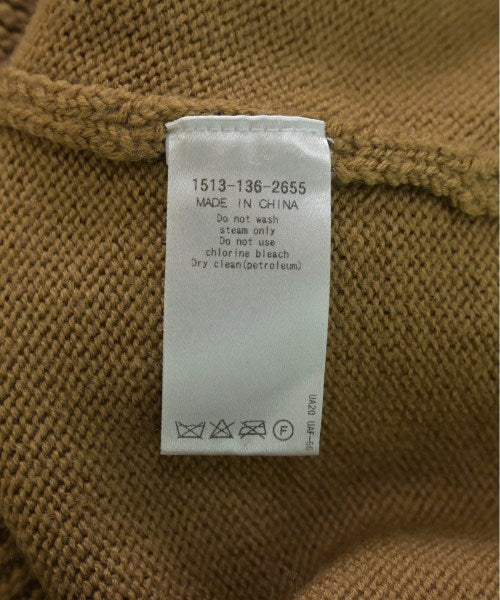 1513-136-2655
MADE IN CHINA
Do not wash
steam only
Do not use
chlorine bleach
Dry clean(petroleum)
UA20 UAF-56
F